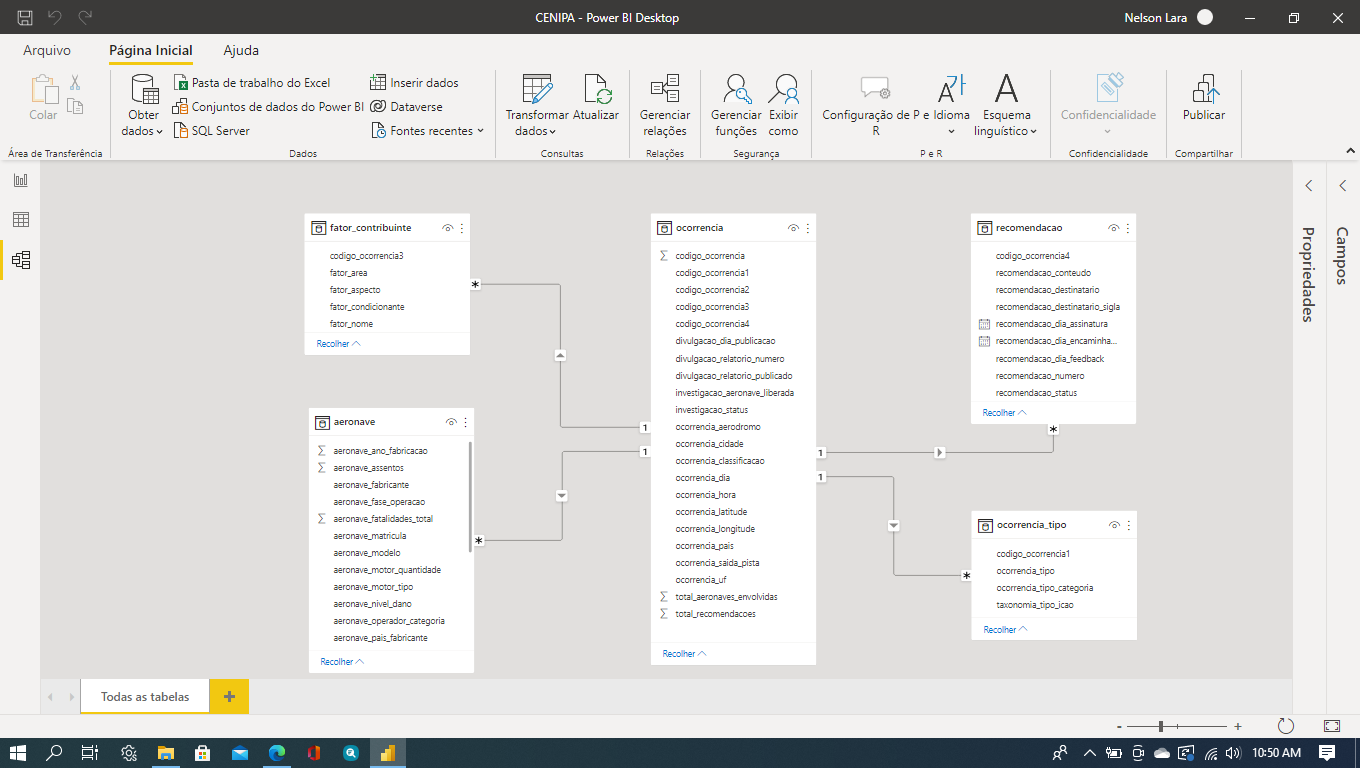 CENIPA - Power BI Desktop
Nelson Lara
Arquivo
Página Inicial
Ajuda
Colar
Área de Transferência
Obter dados
Pasta de trabalho do Excel
Conjuntos de dados do Power BI
SQL Server
Inserir dados
Dataverse
Fontes recentes
Dados
Transformar dados
Atualizar
Consultas
Gerenciar relações
Relações
Gerenciar funções
Exibir como
Segurança
Configuração de P e R
Idioma
Esquema linguístico
P e R
Confidencialidade
Confidencialidade
Publicar
Compartilhar
fator_contribuinte
codigo_ocorrencia3
fator_area
fator_aspecto
fator_condicionante
fator_nome
Recolher
*
1
aeronave
aeronave_ano_fabricacao
aeronave_assentos
aeronave_fabricante
aeronave_fase_operacao
aeronave_fatalidades_total
aeronave_matricula
aeronave_modelo
aeronave_motor_quantidade
aeronave_motor_tipo
aeronave_nivel_dano
aeronave_operador_categoria
aeronave_pais_fabricante
Recolher
*
1
ocorrencia
codigo_ocorrencia
codigo_ocorrencia1
codigo_ocorrencia2
codigo_ocorrencia3
codigo_ocorrencia4
divulgacao_dia_publicacao
divulgacao_relatorio_numero
divulgacao_relatorio_publicado
investigacao_aeronave_liberada
investigacao_status
ocorrencia_aerodromo
ocorrencia_cidade
ocorrencia_classificacao
ocorrencia_dia
ocorrencia_hora
ocorrencia_latitude
ocorrencia_longitude
ocorrencia_pais
ocorrencia_saida_pista
ocorrencia_uf
total_aeronaves_envolvidas
total_recomendacoes
Recolher
1
1
recomendacao
codigo_ocorrencia4
recomendacao_conteudo
recomendacao_destinatario
recomendacao_destinatario_sigla
recomendacao_dia_assinatura
recomendacao_dia_encaminha...
recomendacao_dia_feedback
recomendacao_numero
recomendacao_status
Recolher
*
ocorrencia_tipo
codigo_ocorrencia1
ocorrencia_tipo
ocorrencia_tipo_categoria
taxonomia_tipo_icao
Recolher
*
Propriedades
Campos
Todas as tabelas
+
- +
10:50 AM